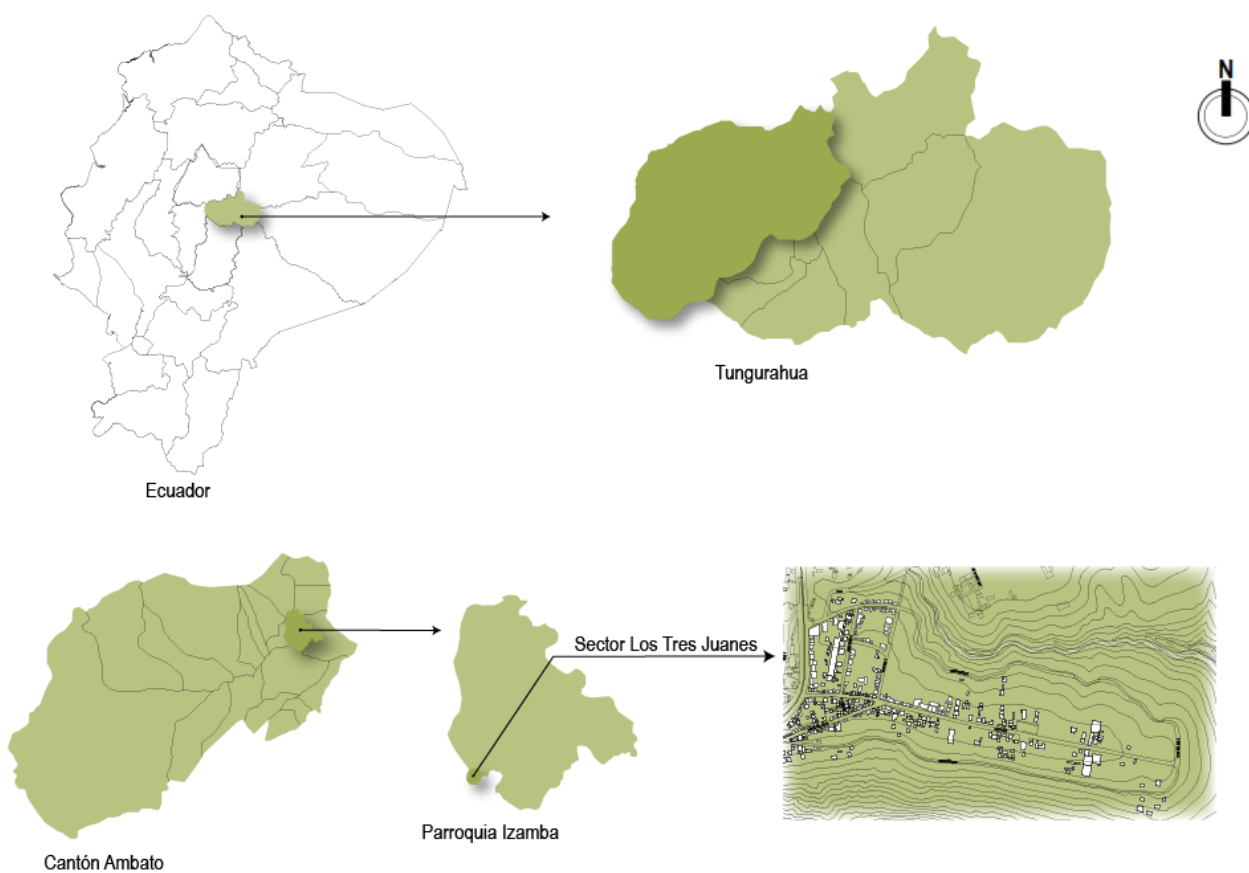 N
Tungurahua
Ecuador
Sector Los Tres Juanes
Parroquia Izamba
Cantón Ambato